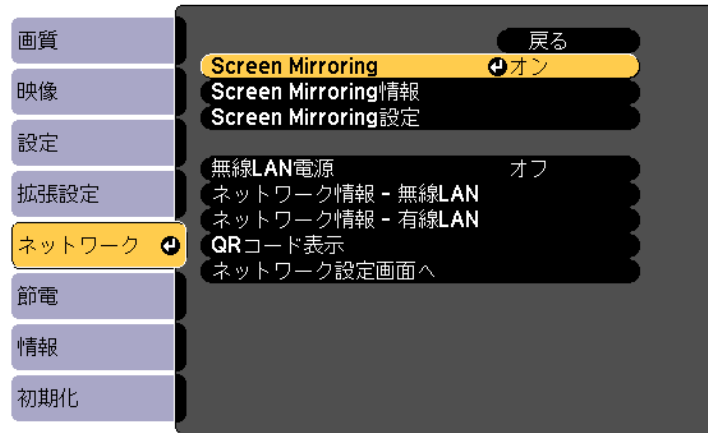 画質
映像
設定
拡張設定
ネットワーク
節電
情報
初期化
戻る
Screen Mirroring オン
Screen Mirroring情報
Screen Mirroring設定
無線LAN電源 オフ
ネットワーク情報 - 無線LAN
ネットワーク情報 - 有線LAN
QRコード表示
ネットワーク設定画面へ